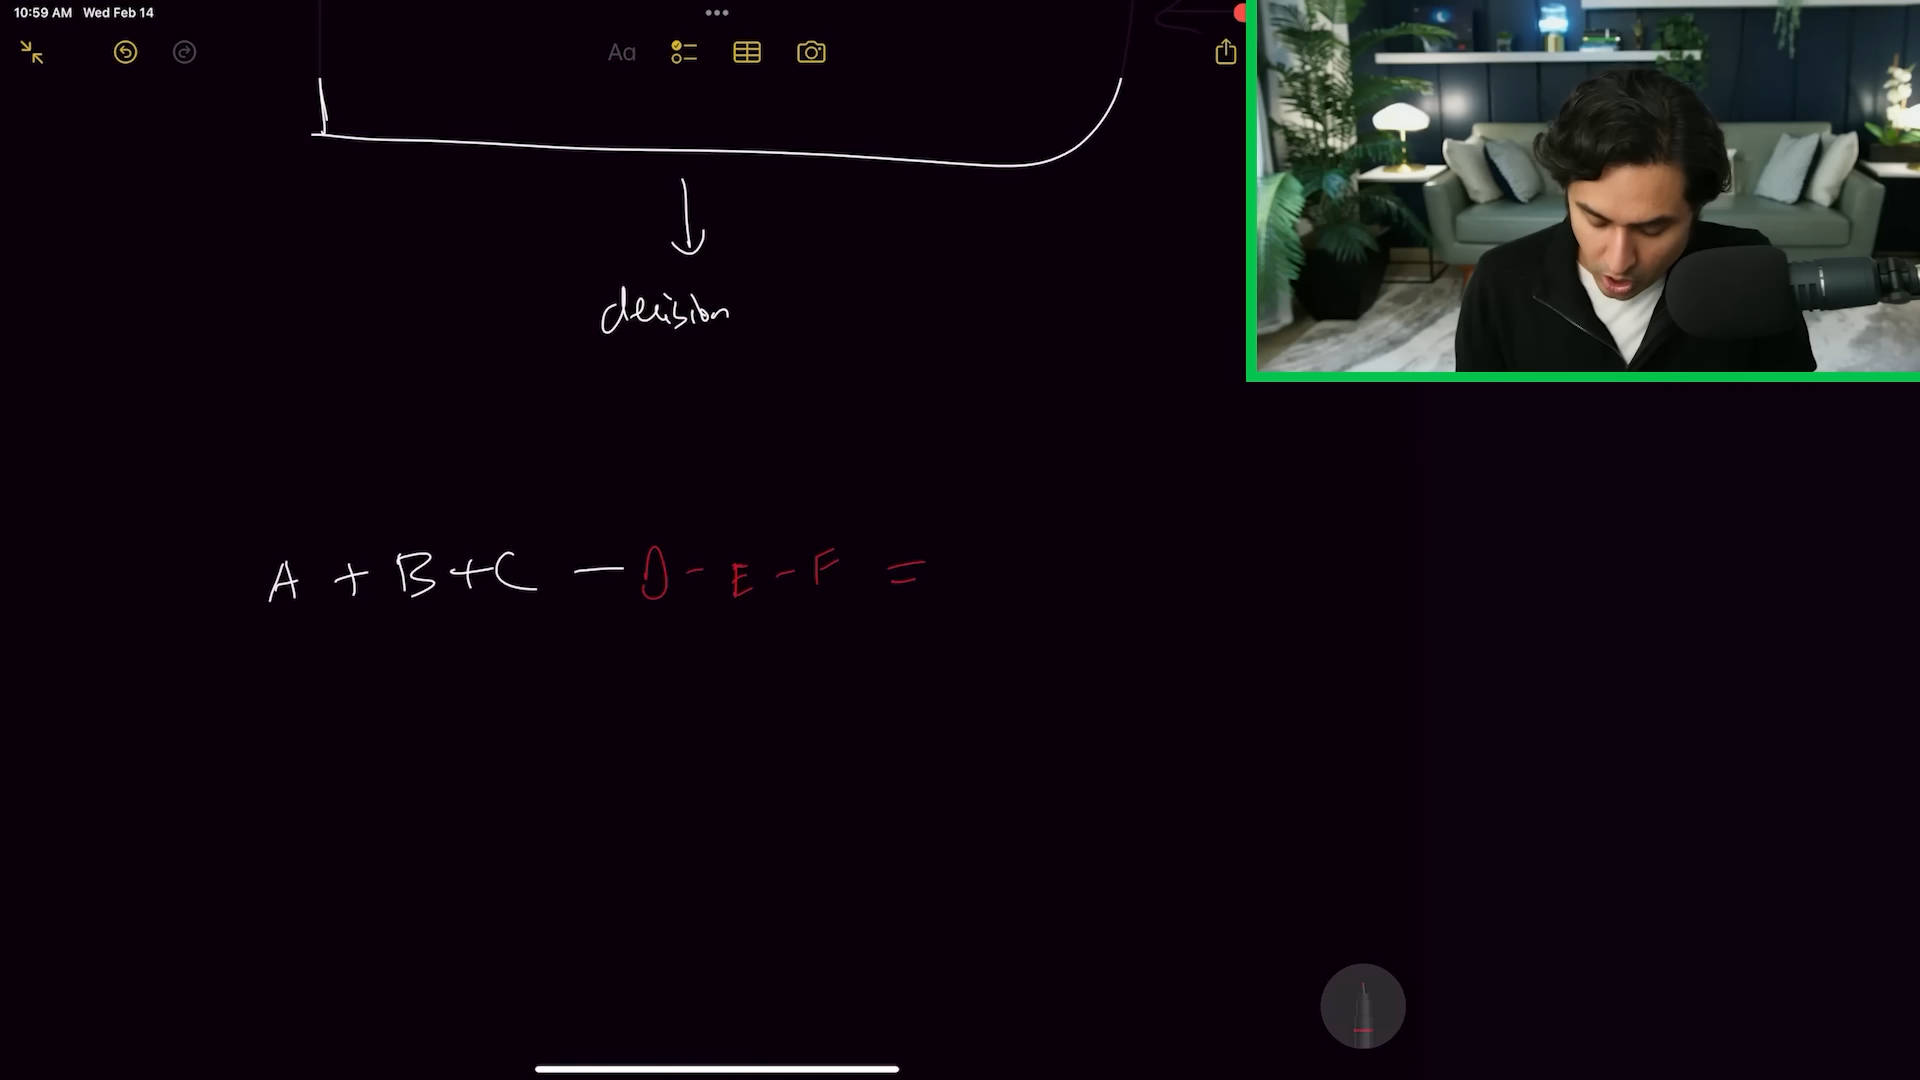 10:59 AM Wed Feb 14
Aa
decision
A + B + C - D - E - F =